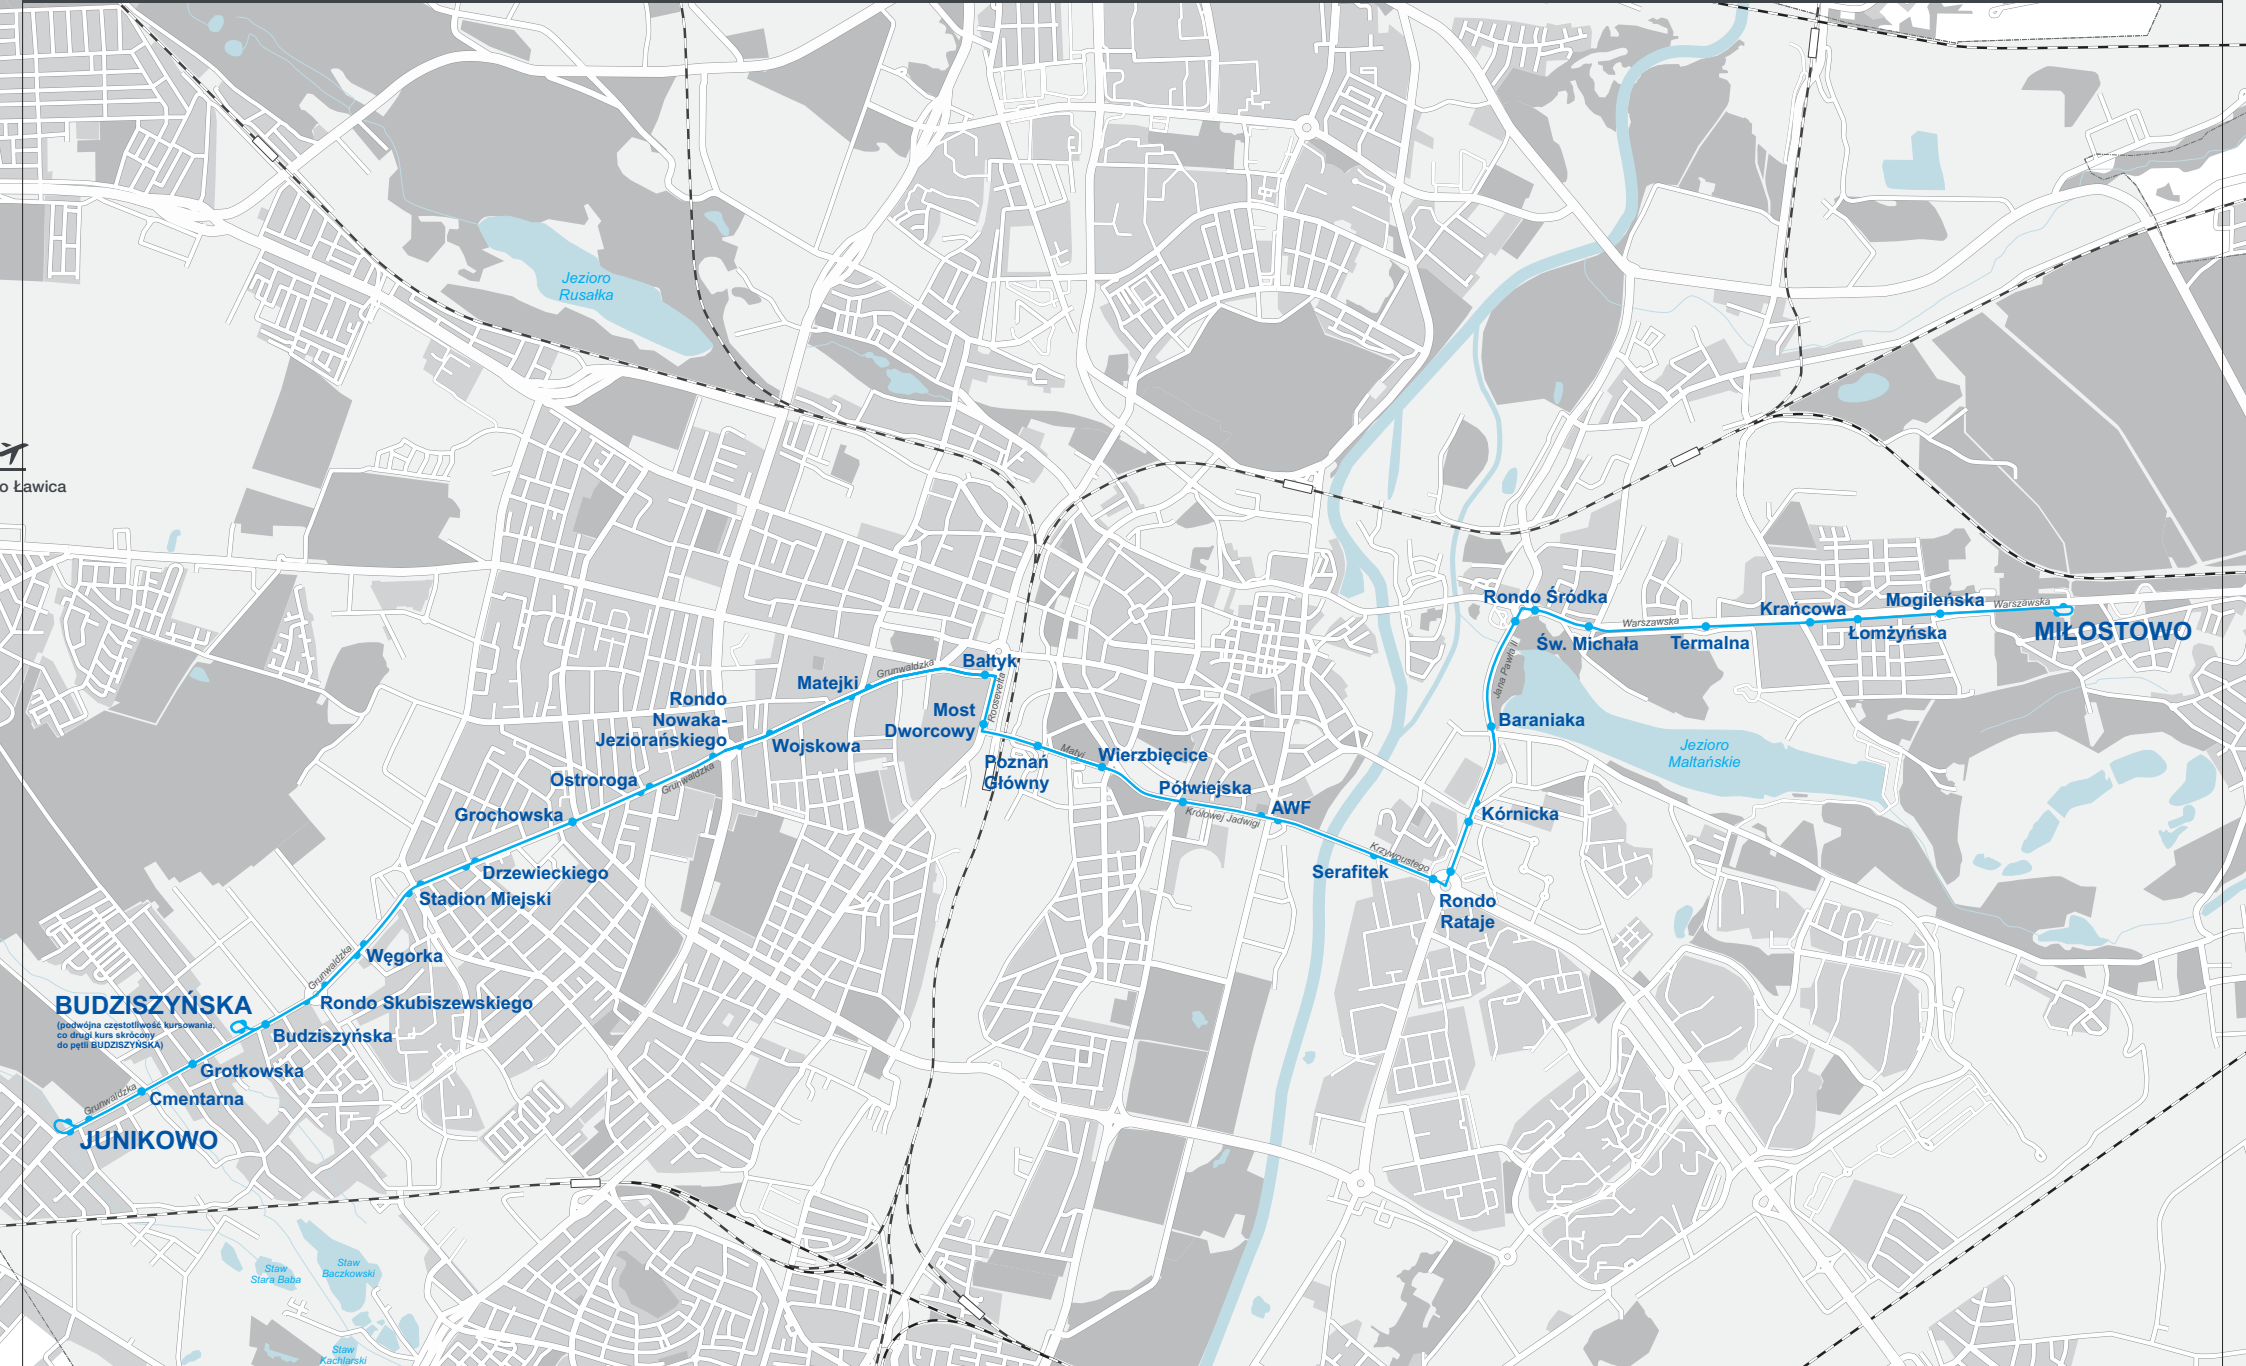 Jezioro
Rusałka
o Ławica
Rondo Śródka
Św. Michała
Warszawska
Termalna
Krańcowa
Łomżyńska
Mogileńska
Warszawska
MIŁOSTOWO
Jana Pawła II
Baraniaka
Jezioro
Maltańskie
Kórnicka
Rondo
Rataje
Krzywoustego
Serafitek
AWF
Królowej Jadwigi
Półwiejska
Wierzbięcice
Matyi
Poznań
Główny
Most
Dworcowy
Roosevelta
Bałtyk
Grunwaldzka
Matejki
Wojskowa
Rondo
Nowaka-
Jeziorańskiego
Grunwaldzka
Ostroroga
Grochowska
Drzewieckiego
Stadion Miejski
Węgorka
Grunwaldzka
Rondo Skubiszewskiego
BUDZISZYŃSKA
(podwójna częstotliwość kursowania,
co drugi kurs skrócony
do pętli BUDZISZYŃSKA)
Budziszyńska
Grotkowska
Cmentarna
Grunwaldzka
JUNIKOWO
Staw
Stara Baba
Staw
Baczkowski
Staw
Kachlarski